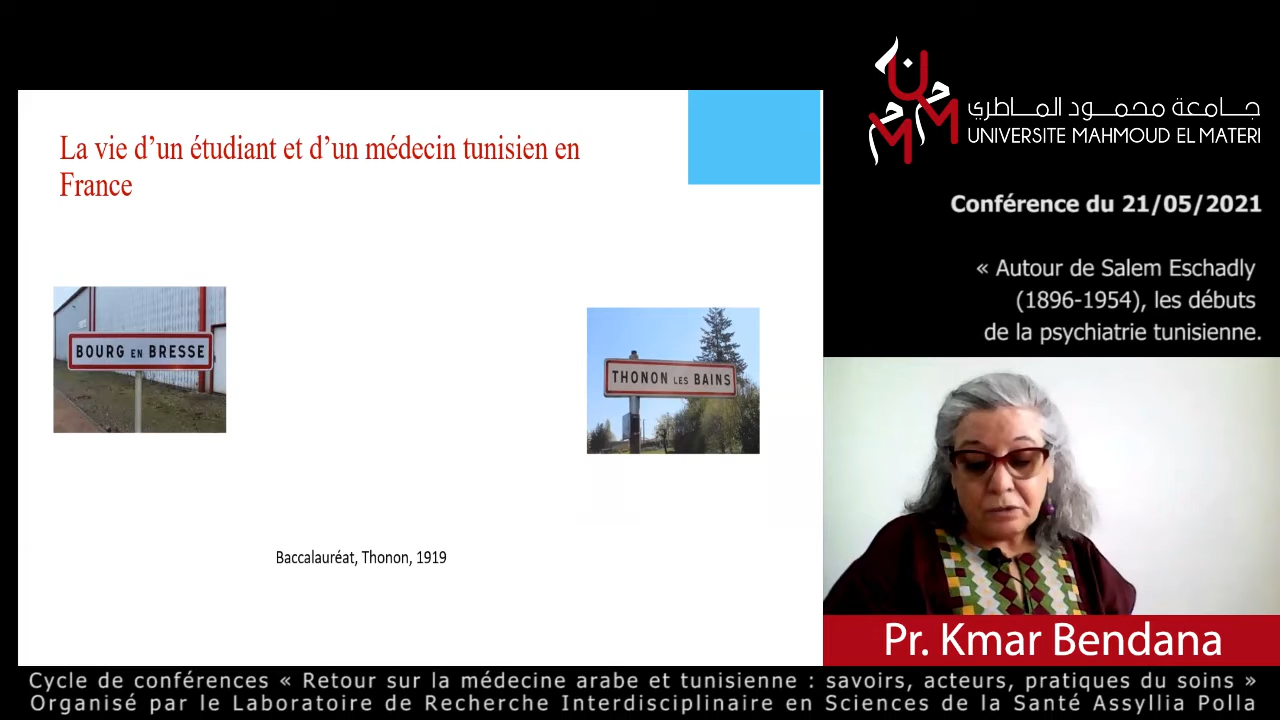 La vie d’un étudiant et d’un médecin tunisien en
France
BOURG EN BRESSE
THONON LES BAINS
Baccalauréat, Thonon, 1919
جامعة محمود الماطري
UNIVERSITE MAHMOUD EL MATERI
Conférence du 21/05/2021
« Autour de Salem Eschadly
(1896-1954), les débuts
de la psychiatrie tunisienne.
Pr. Kmar Bendana
Cycle de conférences « Retour sur la médecine arabe et tunisienne : savoirs, acteurs, pratiques du soins »
Organisé par le Laboratoire de Recherche Interdisciplinaire en Sciences de la Santé Assyllia Polla